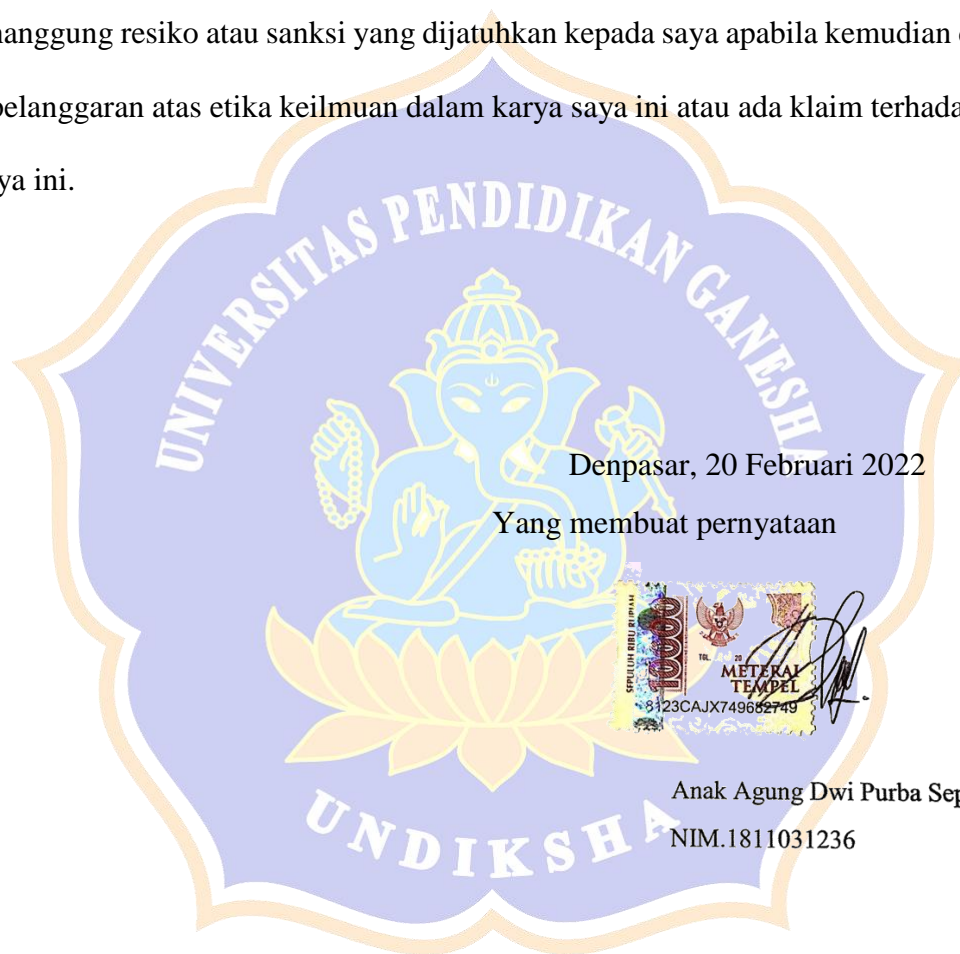 nanggung resiko atau sanksi yang dijatuhkan kepada saya apabila kemudian
pelanggaran atas etika keilmuan dalam karya saya ini atau ada klaim terhada
ya ini.
UNIVERSITAS PENDIDIKAN GANESHA
Denpasar, 20 Februari 2022
Yang membuat pernyataan
SEPULUH RIBU RUPIAH
10000
TGL. 20
METERAI
TEMPEL
8123CAJX749682749
Anak Agung Dwi Purba Sep
NIM.1811031236
UNDIKSHA